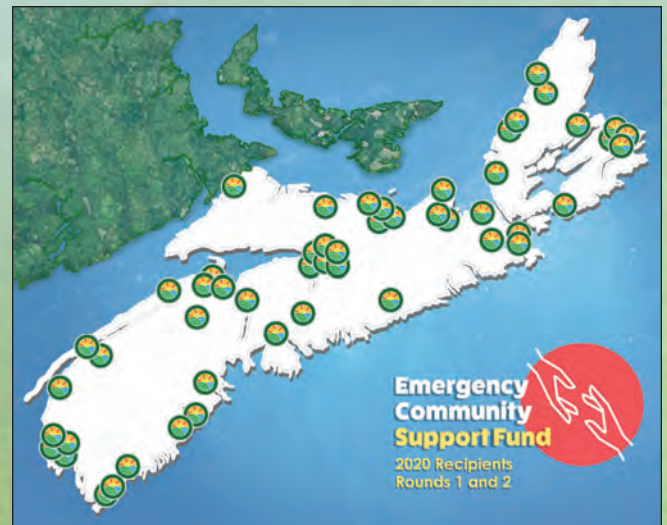 Emergency
Community
Support Fund
2020 Recipients
Rounds 1 and 2